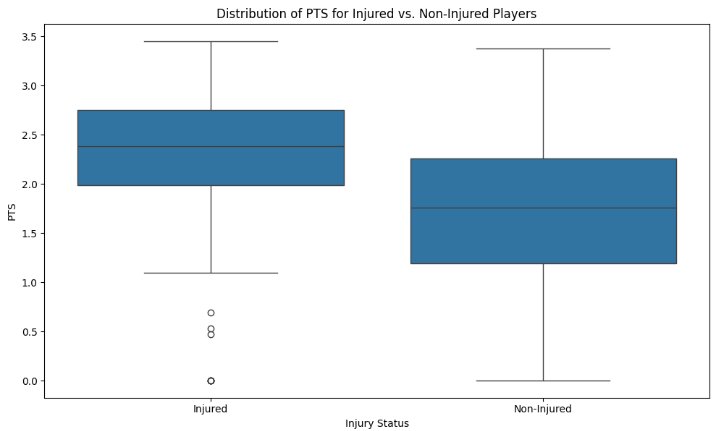 Distribution of PTS for Injured vs. Non-Injured Players
3.5
3.0
2.5
2.0
1.5
1.0
0.5
0.0
PTS
Injured
Non-Injured
Injury Status